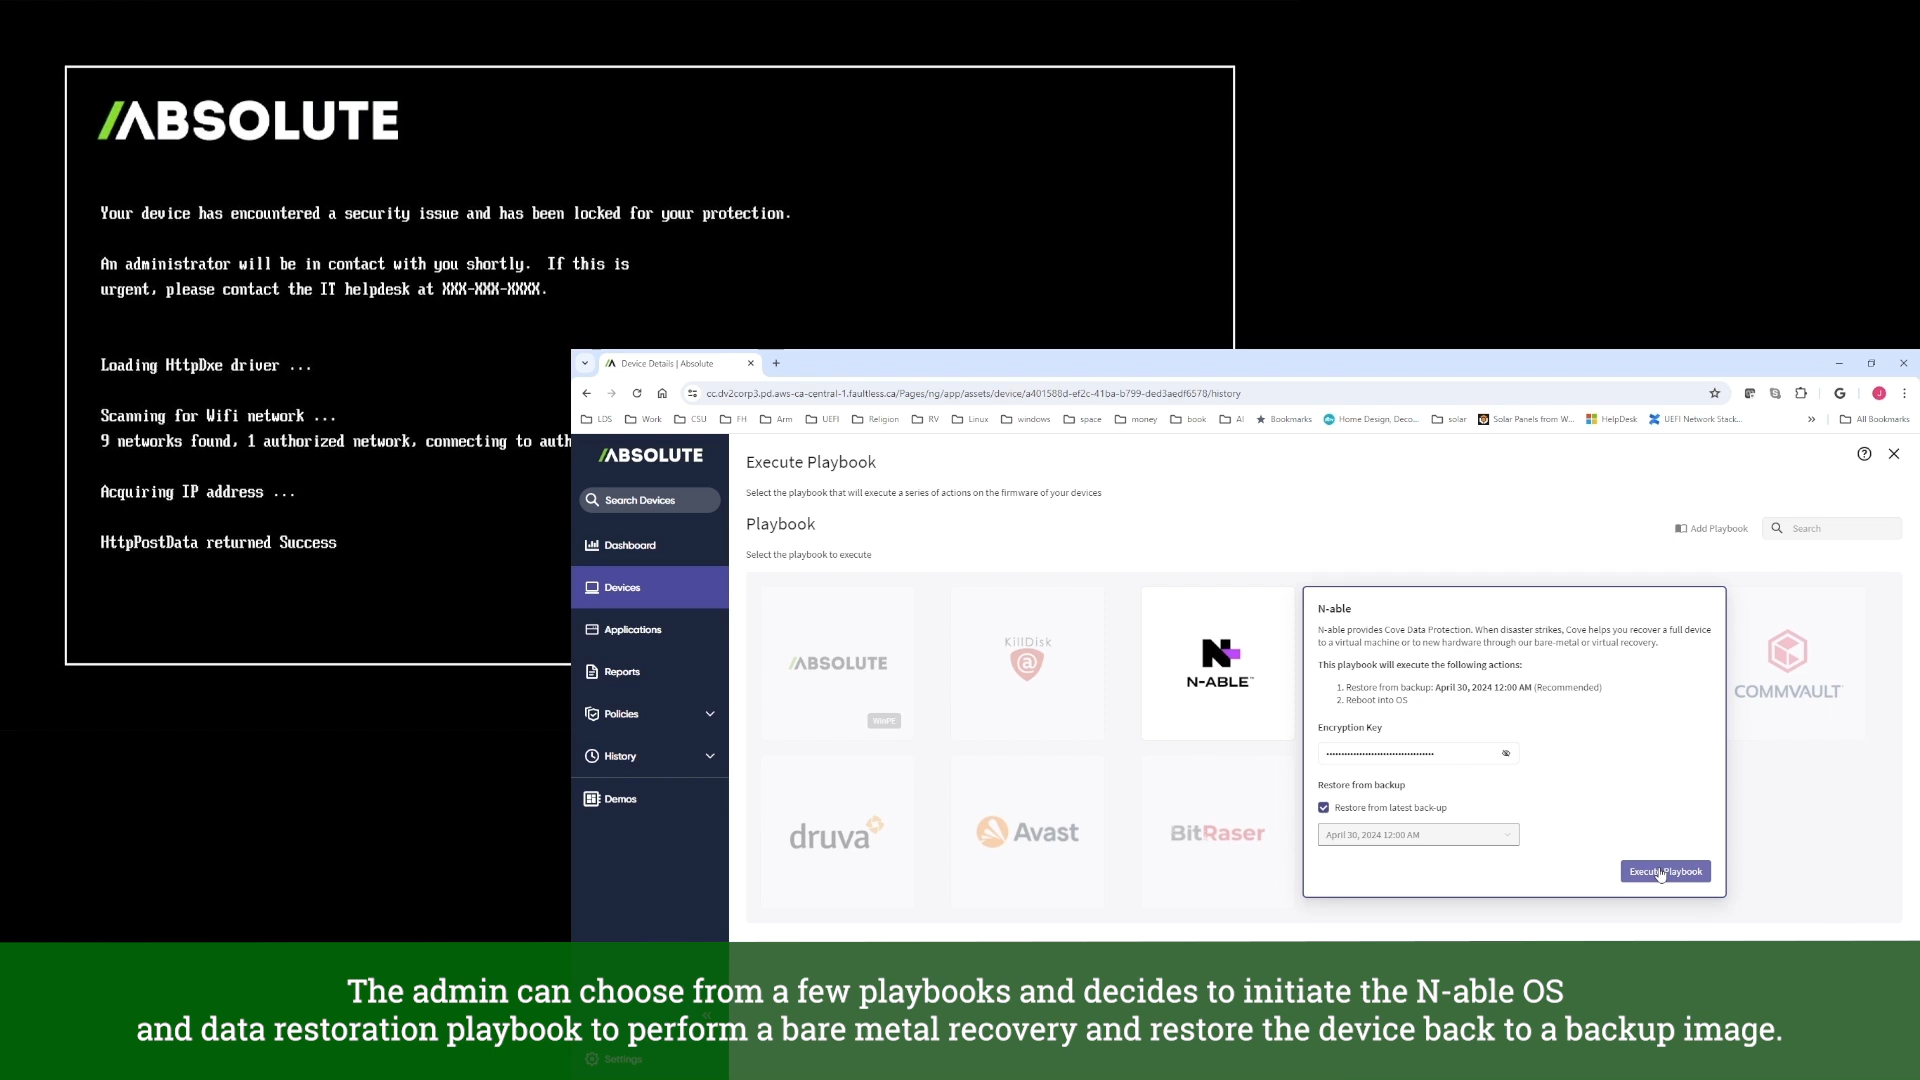 ABSOLUTE
Your device has encountered a security issue and has been locked for your protection.
An administrator will be in contact with you shortly. If this is
urgent, please contact the IT helpdesk at XXX-XXX-XXXX.
Loading HttpDxe driver ...
Scanning for Wifi network ...
9 networks found, 1 authorized network, connecting to auth
Acquiring IP address ...
HttpPostData returned Success
Device Details | Absolute
cc.dv2corp3.pd.aws-ca-central-1.faultless.ca/Pages/ng/app/assets/device/a401588d-ef2c-41ba-b799-ded3aedf6578/history
LDS Work CSU FH Arm UEFI Religion RV Linux windows space money book AI Bookmarks Home Design, Deco... solar Solar Panels from W... HelpDesk UEFI Network Stack... » All Bookmarks
ABSOLUTE
Search Devices
Dashboard
Devices
Applications
Reports
Policies
History
Demos
Settings
Execute Playbook
Select the playbook that will execute a series of actions on the firmware of your devices
Playbook
Add Playbook
Search
Select the playbook to execute
ABSOLUTE
WinPE
KillDisk
N-ABLE™
druva
Avast
BitRaser
COMMVAULT
N-able
N-able provides Cove Data Protection. When disaster strikes, Cove helps you recover a full device
to a virtual machine or to new hardware through our bare-metal or virtual recovery.
This playbook will execute the following actions:
1. Restore from backup: April 30, 2024 12:00 AM (Recommended)
2. Reboot into OS
Encryption Key
Restore from backup
Restore from latest back-up
April 30, 2024 12:00 AM
Execute Playbook
The admin can choose from a few playbooks and decides to initiate the N-able OS
and data restoration playbook to perform a bare metal recovery and restore the device back to a backup image.